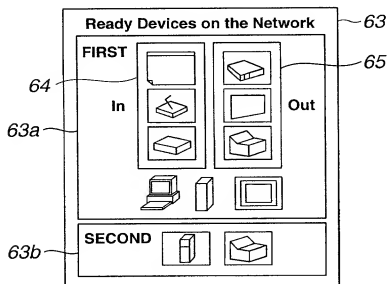 Ready Devices on the Network
63
FIRST
64
65
In
Out
63a
SECOND
63b